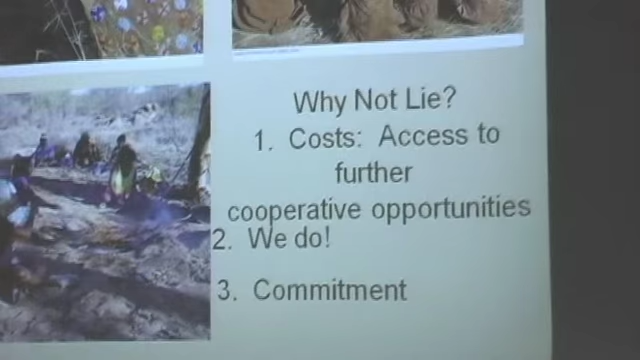 Why Not Lie?
1. Costs: Access to
further
cooperative opportunities
2. We do!
3. Commitment